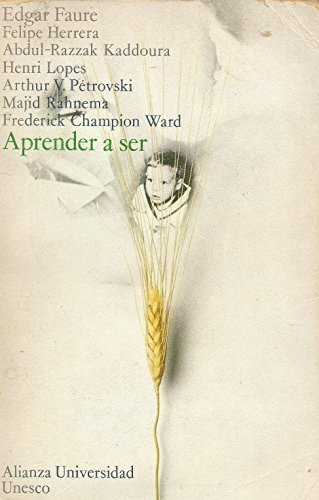 Edgar Faure
Felipe Herrera
Abdul-Razzak Kaddoura
Henri Lopes
Arthur V. Pétrovski
Majid Rahnema
Frederick Champion Ward
Aprender a ser
Alianza Universidad
Unesco